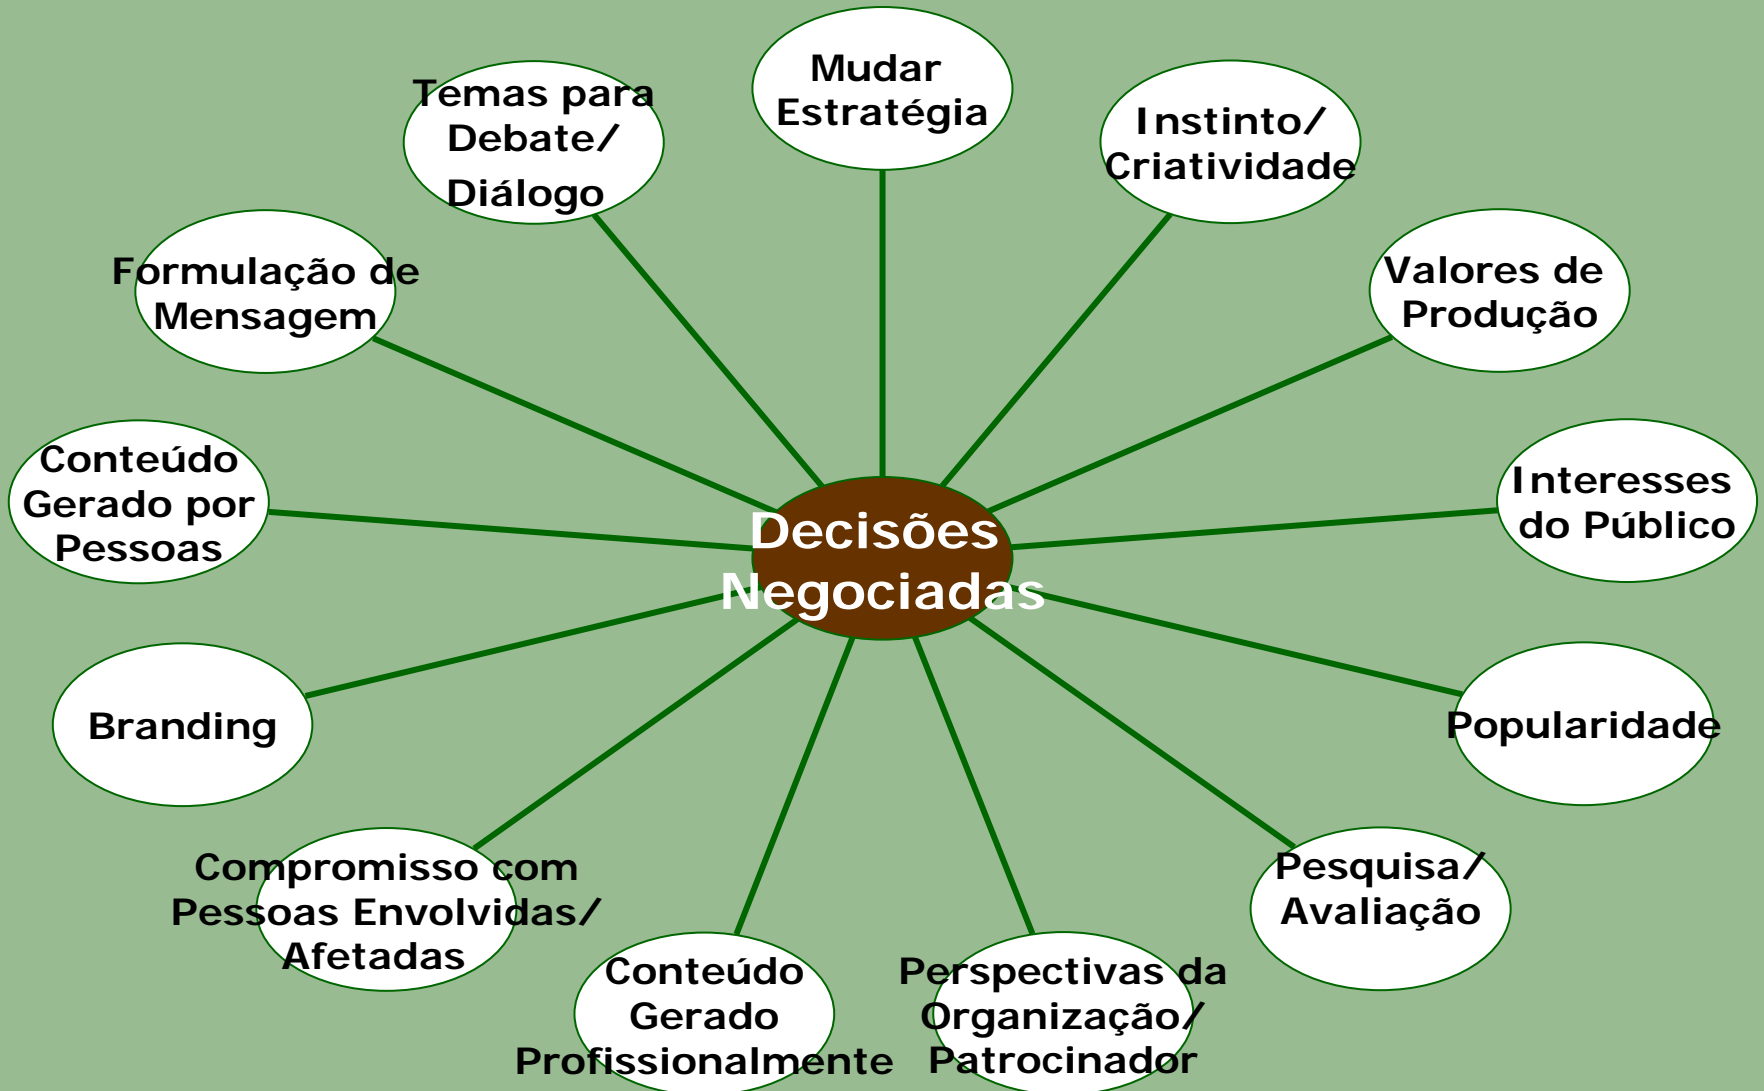 Mudar
Estratégia
Instinto/
Criatividade
Valores de
Produção
Interesses
do Público
Popularidade
Pesquisa/
Avaliação
Perspectivas da
Organização/
Patrocinador
Conteúdo
Gerado
Profissionalmente
Compromisso com
Pessoas Envolvidas/
Afetadas
Branding
Conteúdo
Gerado por
Pessoas
Formulação de
Mensagem
Temas para
Debate/
Diálogo
Decisões
Negociadas